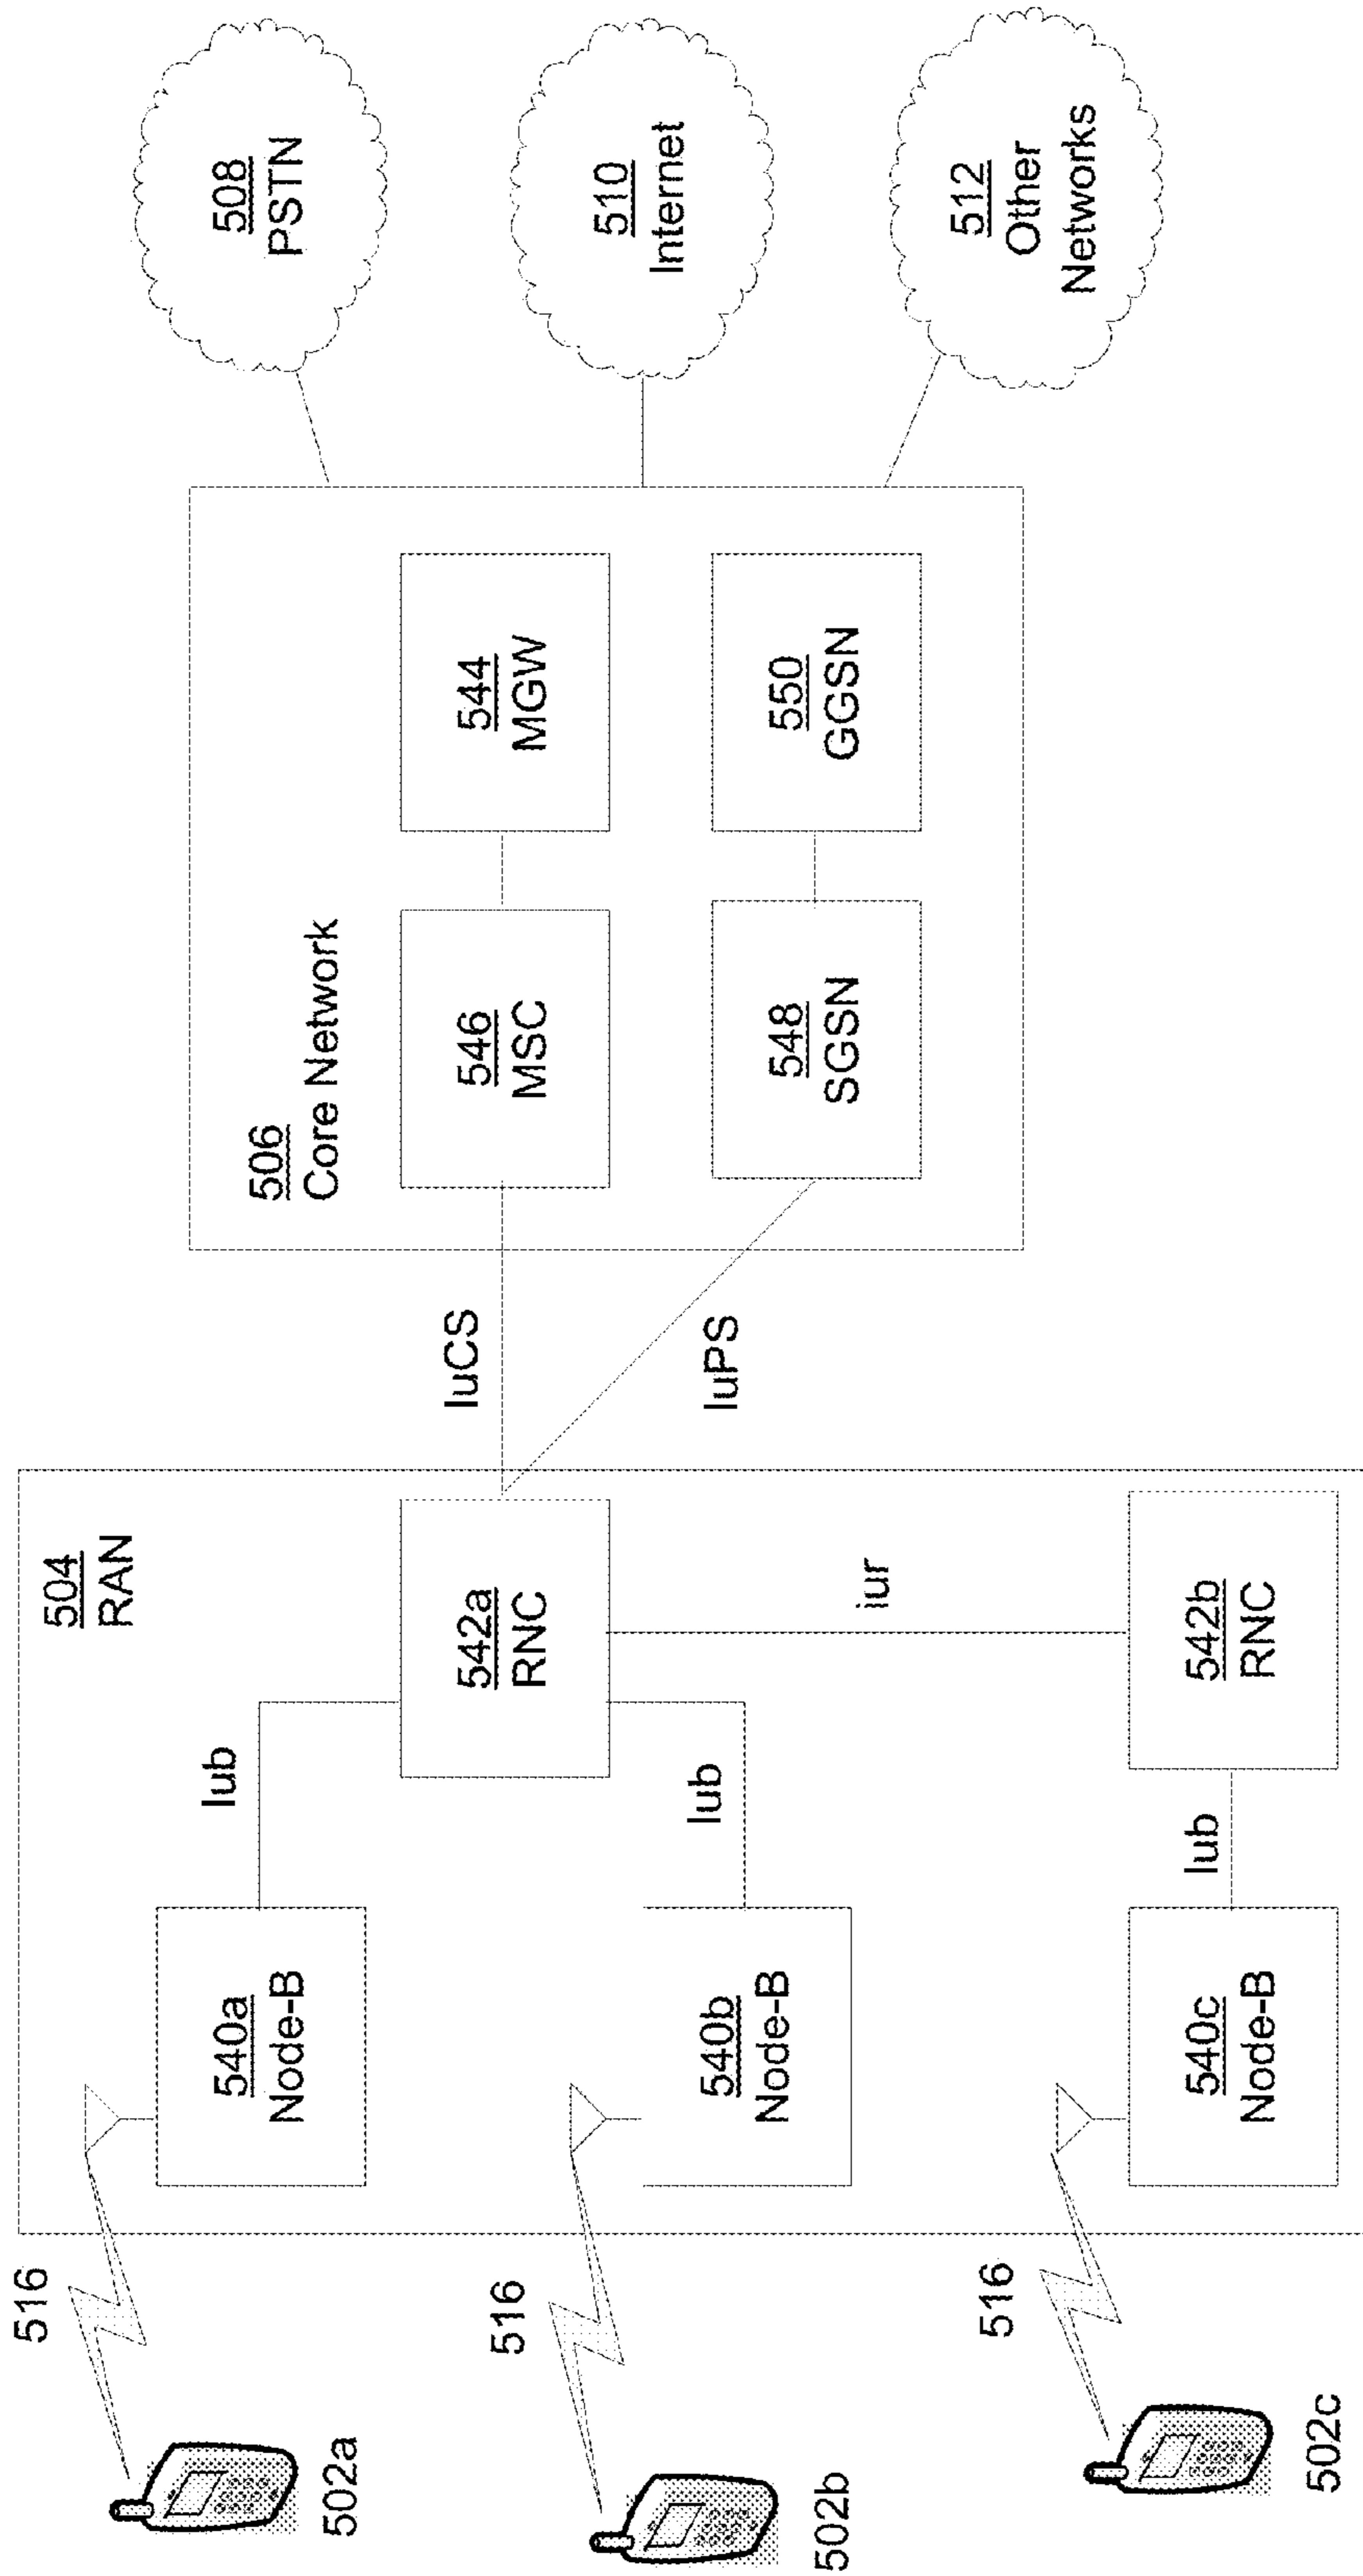 502a
516
504
RAN
540a
Node-B
Iub
542a
RNC
502b
516
540b
Node-B
Iub
iur
502c
516
540c
Node-B
Iub
542b
RNC
IuCS
IuPS
506
Core Network
546
MSC
544
MGW
548
SGSN
550
GGSN
508
PSTN
510
Internet
512
Other
Networks